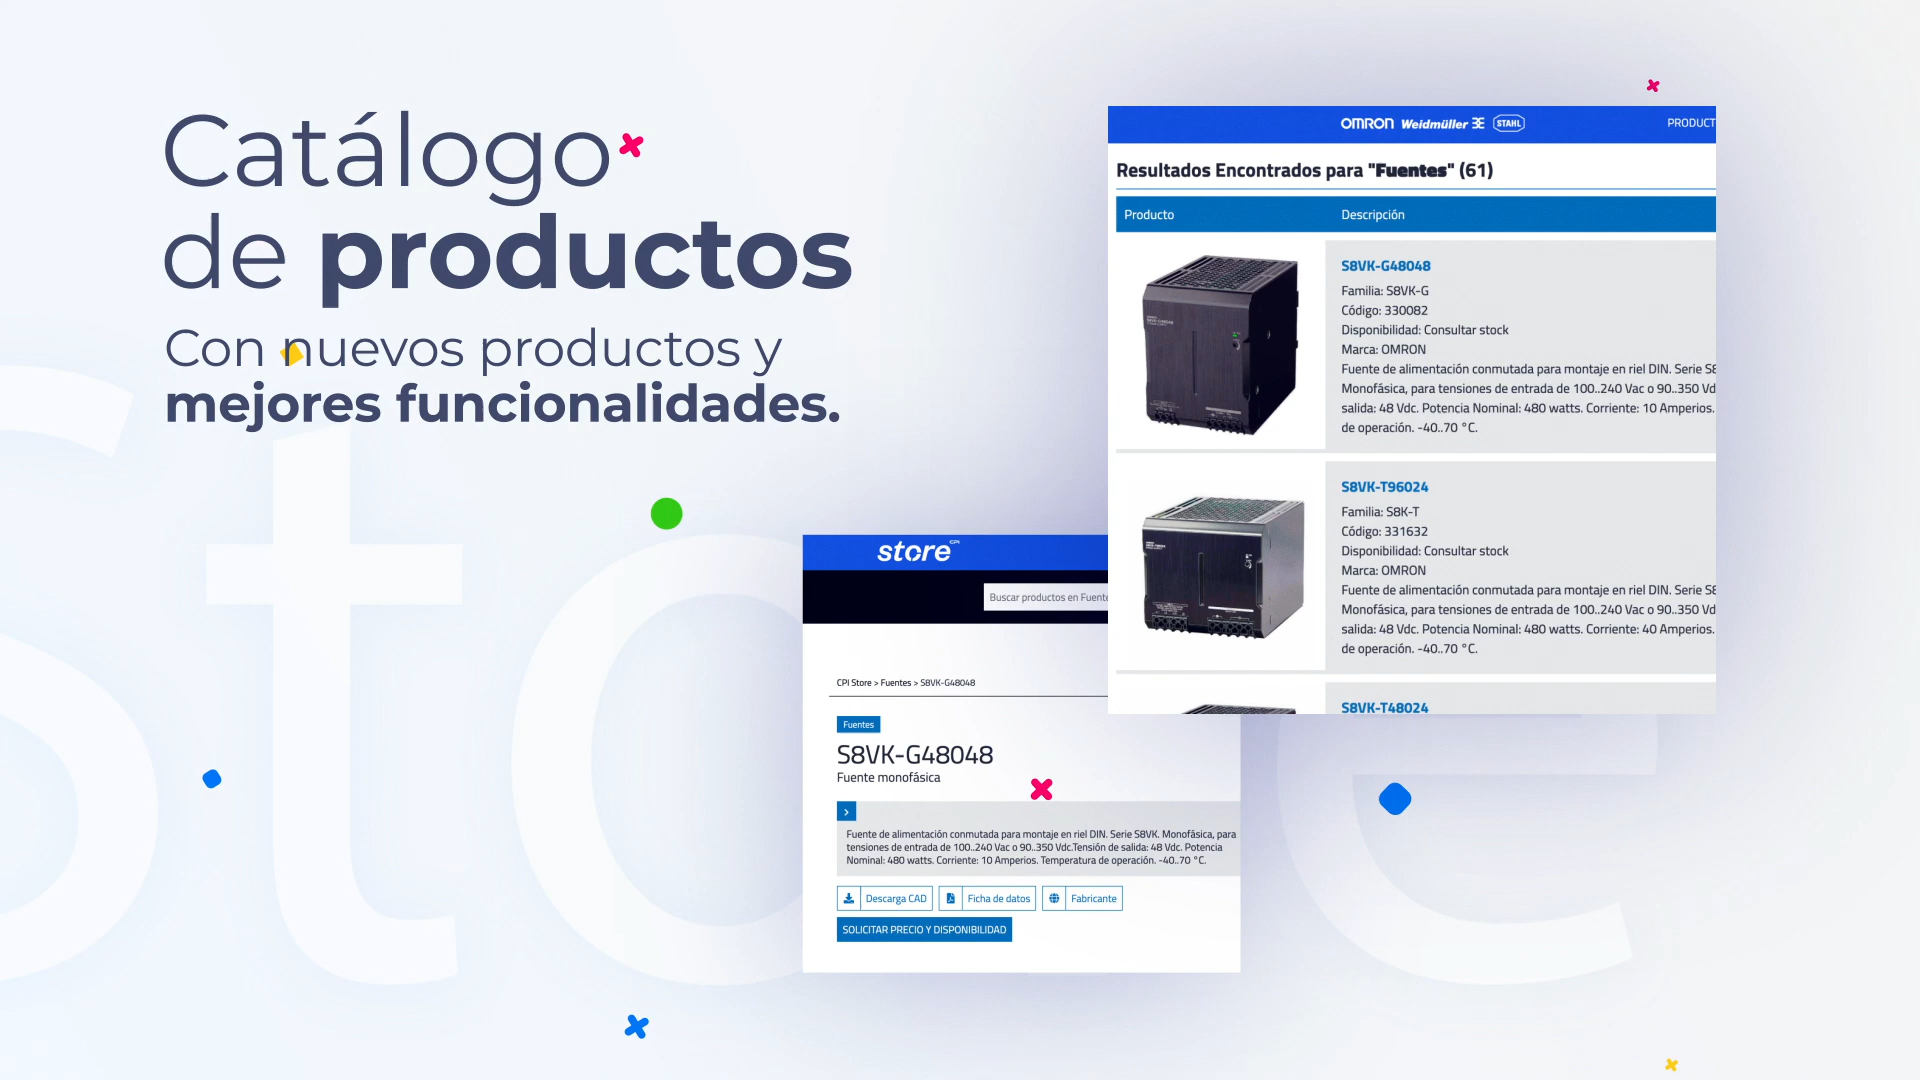 Catálogo
de productos
Con nuevos productos y
mejores funcionalidades.
OMRON Weidmüller STAHL
PRODUCT
Resultados Encontrados para "Fuentes" (61)
Producto Descripción
S8VK-G48048
Familia: S8VK-G
Código: 330082
Disponibilidad: Consultar stock
Marca: OMRON
Fuente de alimentación conmutada para montaje en riel DIN. Serie S8
Monofásica, para tensiones de entrada de 100..240 Vac o 90..350 Vd
salida: 48 Vdc. Potencia Nominal: 480 watts. Corriente: 10 Amperios.
de operación. -40..70 °C.
S8VK-T96024
Familia: S8K-T
Código: 331632
Disponibilidad: Consultar stock
Marca: OMRON
Fuente de alimentación conmutada para montaje en riel DIN. Serie S8
Monofásica, para tensiones de entrada de 100..240 Vac o 90..350 Vd
salida: 48 Vdc. Potencia Nominal: 480 watts. Corriente: 40 Amperios.
de operación. -40..70 °C.
S8VK-T48024
store CPI
Buscar productos en Fuente
CPI Store > Fuentes > S8VK-G48048
Fuentes
S8VK-G48048
Fuente monofásica
Fuente de alimentación conmutada para montaje en riel DIN. Serie S8VK. Monofásica, para
tensiones de entrada de 100..240 Vac o 90..350 Vdc.Tensión de salida: 48 Vdc. Potencia
Nominal: 480 watts. Corriente: 10 Amperios. Temperatura de operación. -40..70 °C.
Descarga CAD Ficha de datos Fabricante
SOLICITAR PRECIO Y DISPONIBILIDAD
Store